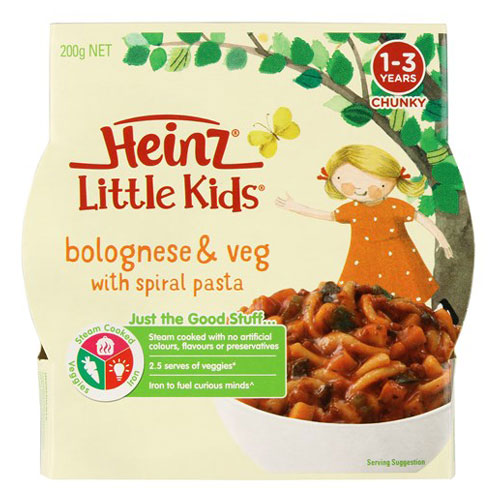 200g NET
1-3
YEARS
CHUNKY
Heinz®
Little Kids®
bolognese & veg
with spiral pasta
Just the Good Stuff...
Steam Cooked
Veggies
Iron
Steam cooked with no artificial
colours, flavours or preservatives
2.5 serves of veggies*
Iron to fuel curious minds^
Serving Suggestion